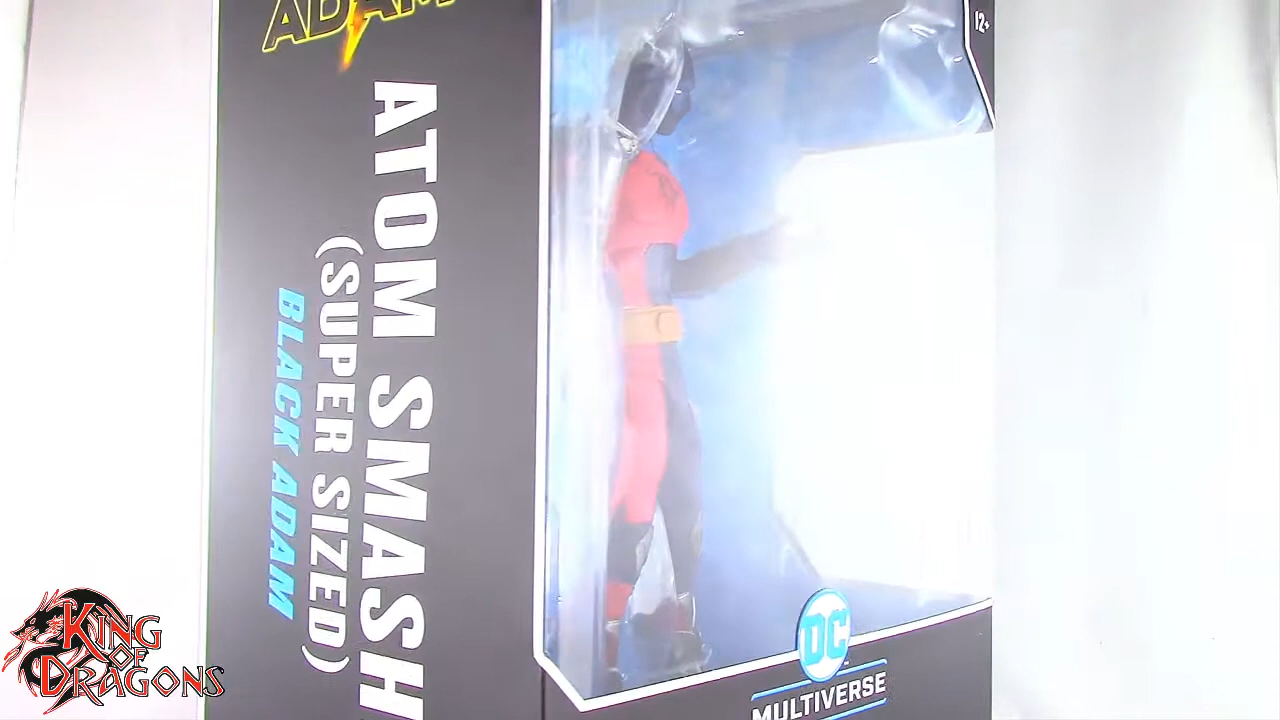 ADAM
ATOM SMASH
(SUPER SIZED)
BLACK ADAM
12+
DC
MULTIVERSE
KING
OF
DRAGONS